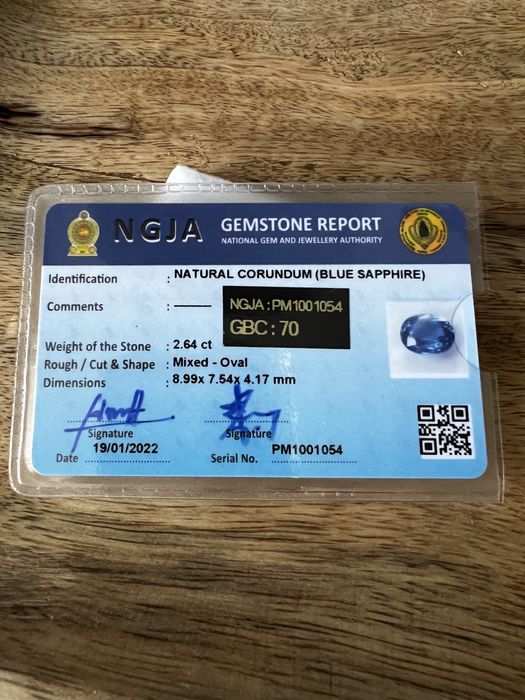 NGJA GEMSTONE REPORT
NATIONAL GEM AND JEWELLERY AUTHORITY
Identification : NATURAL CORUNDUM (BLUE SAPPHIRE)
Comments : ———
NGJA : PM1001054
GBC : 70
Weight of the Stone : 2.64 ct
Rough / Cut & Shape : Mixed - Oval
Dimensions : 8.99x 7.54x 4.17 mm
Signature Signature
Date 19/01/2022 Serial No. PM1001054